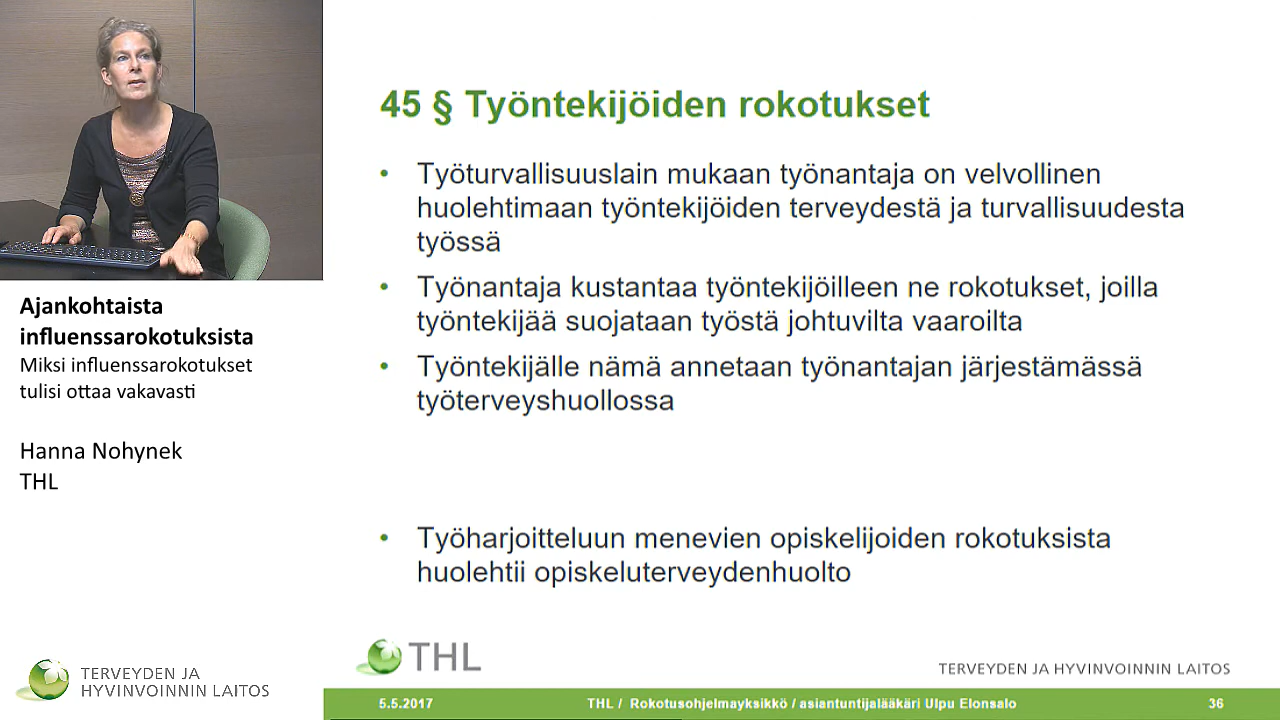 45 § Työntekijöiden rokotukset
• Työturvallisuuslain mukaan työnantaja on velvollinen
huolehtimaan työntekijöiden terveydestä ja turvallisuudesta
työssä
• Työnantaja kustantaa työntekijöilleen ne rokotukset, joilla
työntekijää suojataan työstä johtuvilta vaaroilta
• Työntekijälle nämä annetaan työnantajan järjestämässä
työterveyshuollossa
• Työharjoitteluun menevien opiskelijoiden rokotuksista
huolehtii opiskeluterveydenhuolto
THL
TERVEYDEN JA HYVINVOINNIN LAITOS
5.5.2017 THL / Rokotusohjelmayksikkö / asiantuntijalääkäri Ulpu Elonsalo 36
Ajankohtaista
influenssarokotuksista
Miksi influenssarokotukset
tulisi ottaa vakavasti
Hanna Nohynek
THL
TERVEYDEN JA
HYVINVOINNIN LAITOS